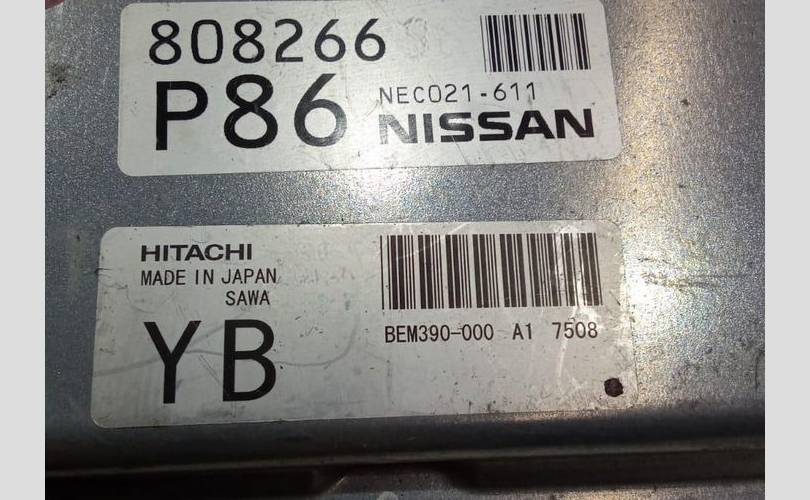 808266
P86 NEC021-611
NISSAN
HITACHI
MADE IN JAPAN
SAWA
YB
BEM390-000 A1 7508